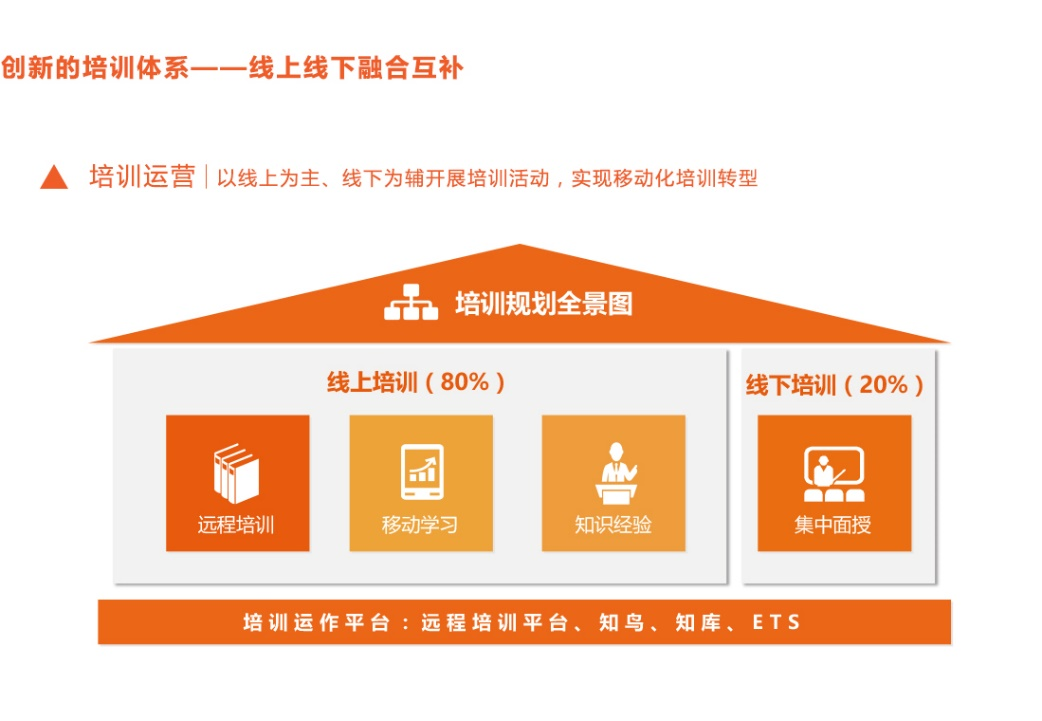 创新的培训体系——线上线下融合互补
培训运营|以线上为主、线下为辅开展培训活动，实现移动化培训转型
培训规划全景图
线上培训（80%）
线下培训（20%）
远程培训
移动学习
知识经验
集中面授
培训运作平台：远程培训平台、知鸟、知库、ETS